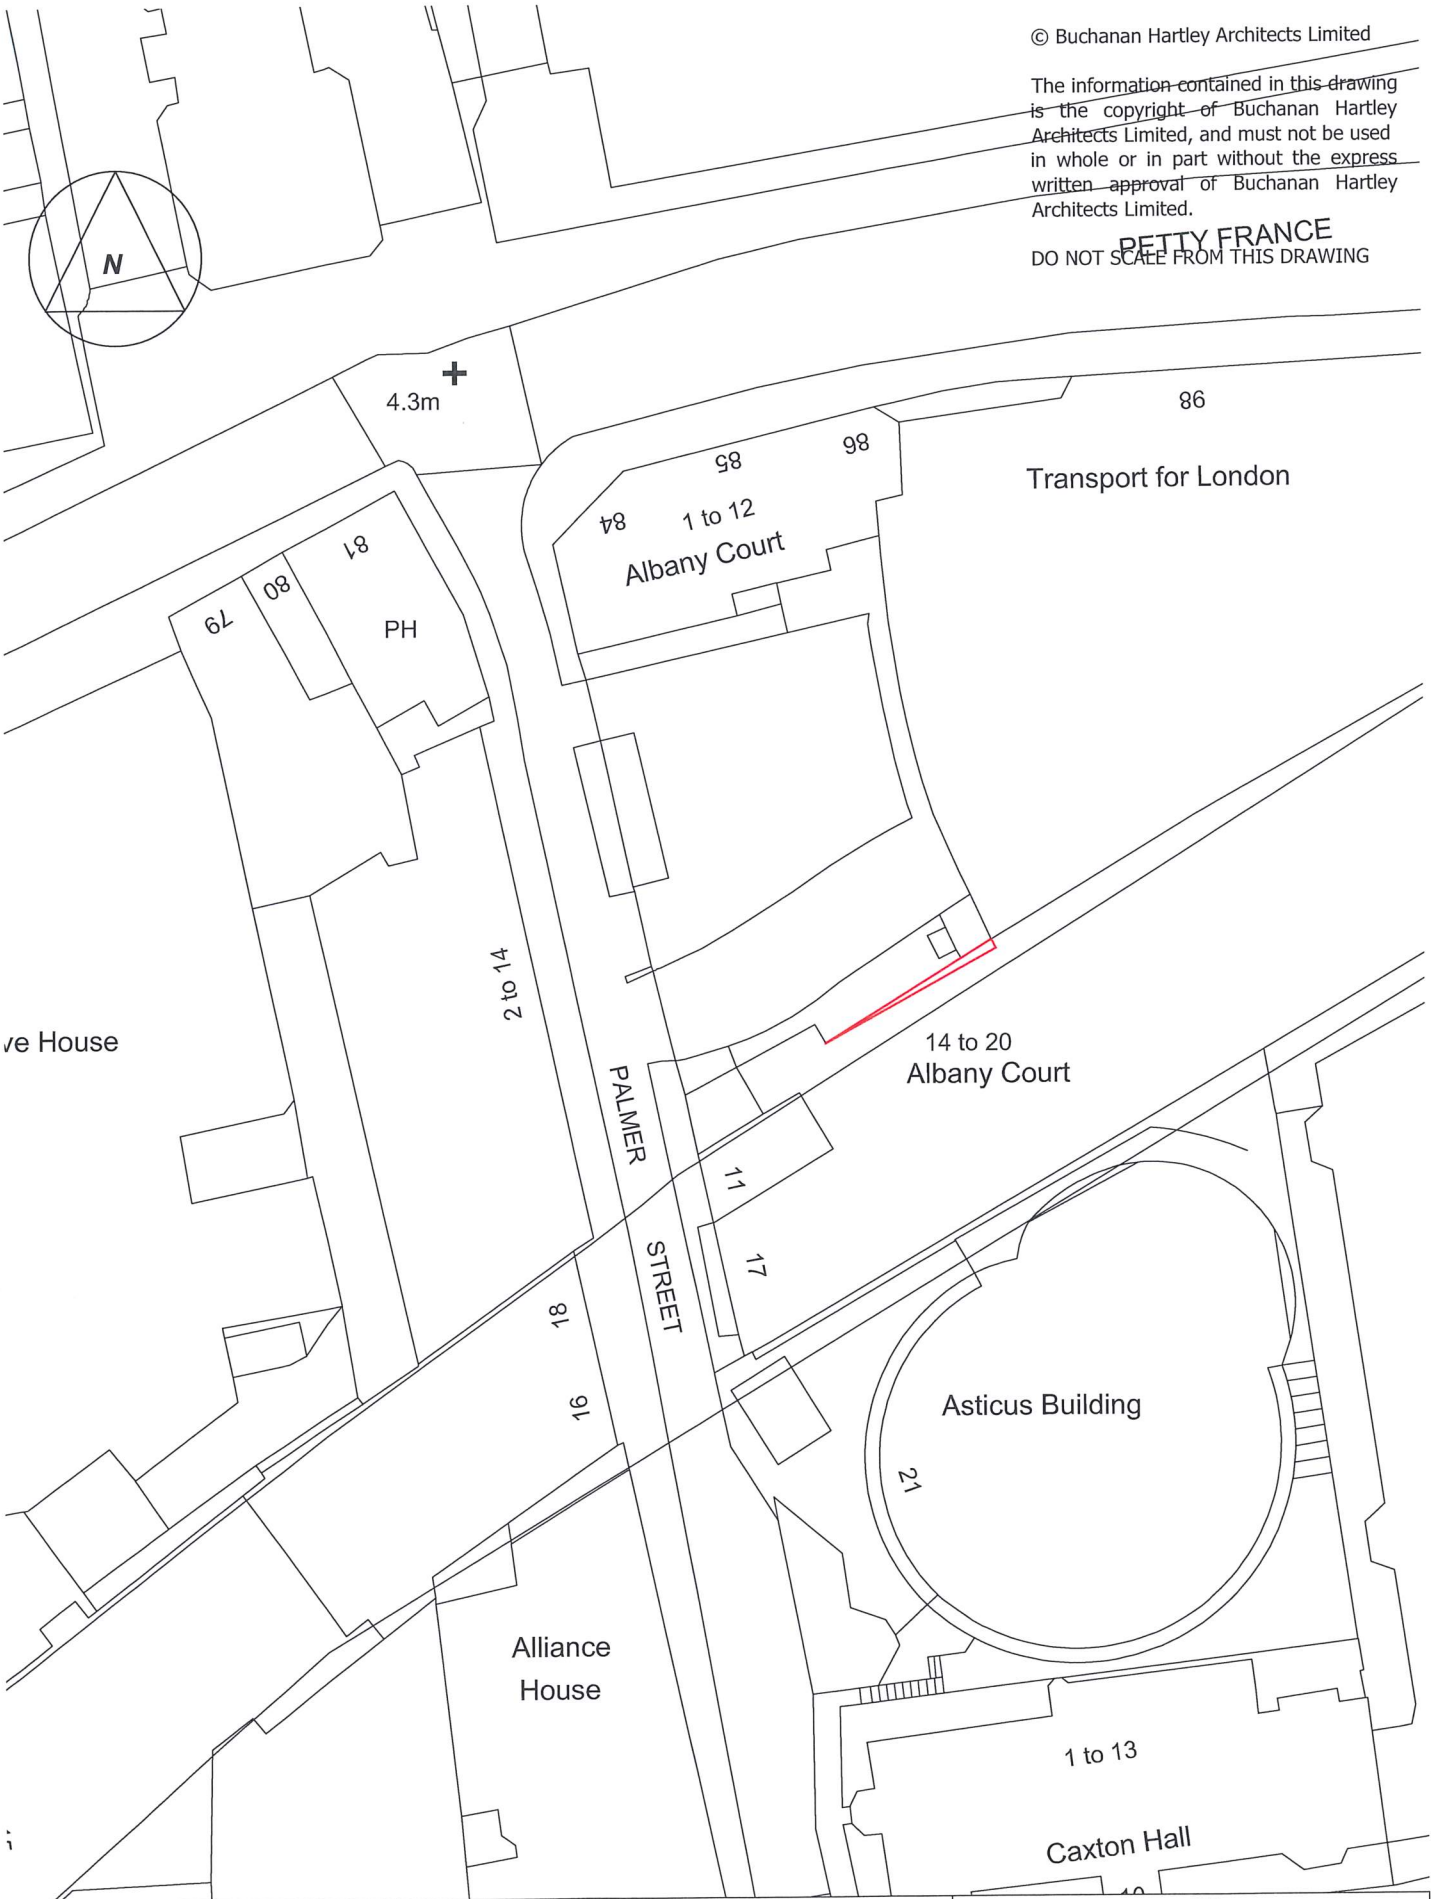 © Buchanan Hartley Architects Limited
The information contained in this drawing
is the copyright of Buchanan Hartley
Architects Limited, and must not be used
in whole or in part without the express
written approval of Buchanan Hartley
Architects Limited.
PETTY FRANCE
DO NOT SCALE FROM THIS DRAWING
N
4.3m
98
86
85
84
Transport for London
1 to 12
Albany Court
81
80
79
PH
2 to 14
ve House
14 to 20
Albany Court
PALMER
STREET
11
17
18
16
Asticus Building
21
Alliance
House
1 to 13
Caxton Hall